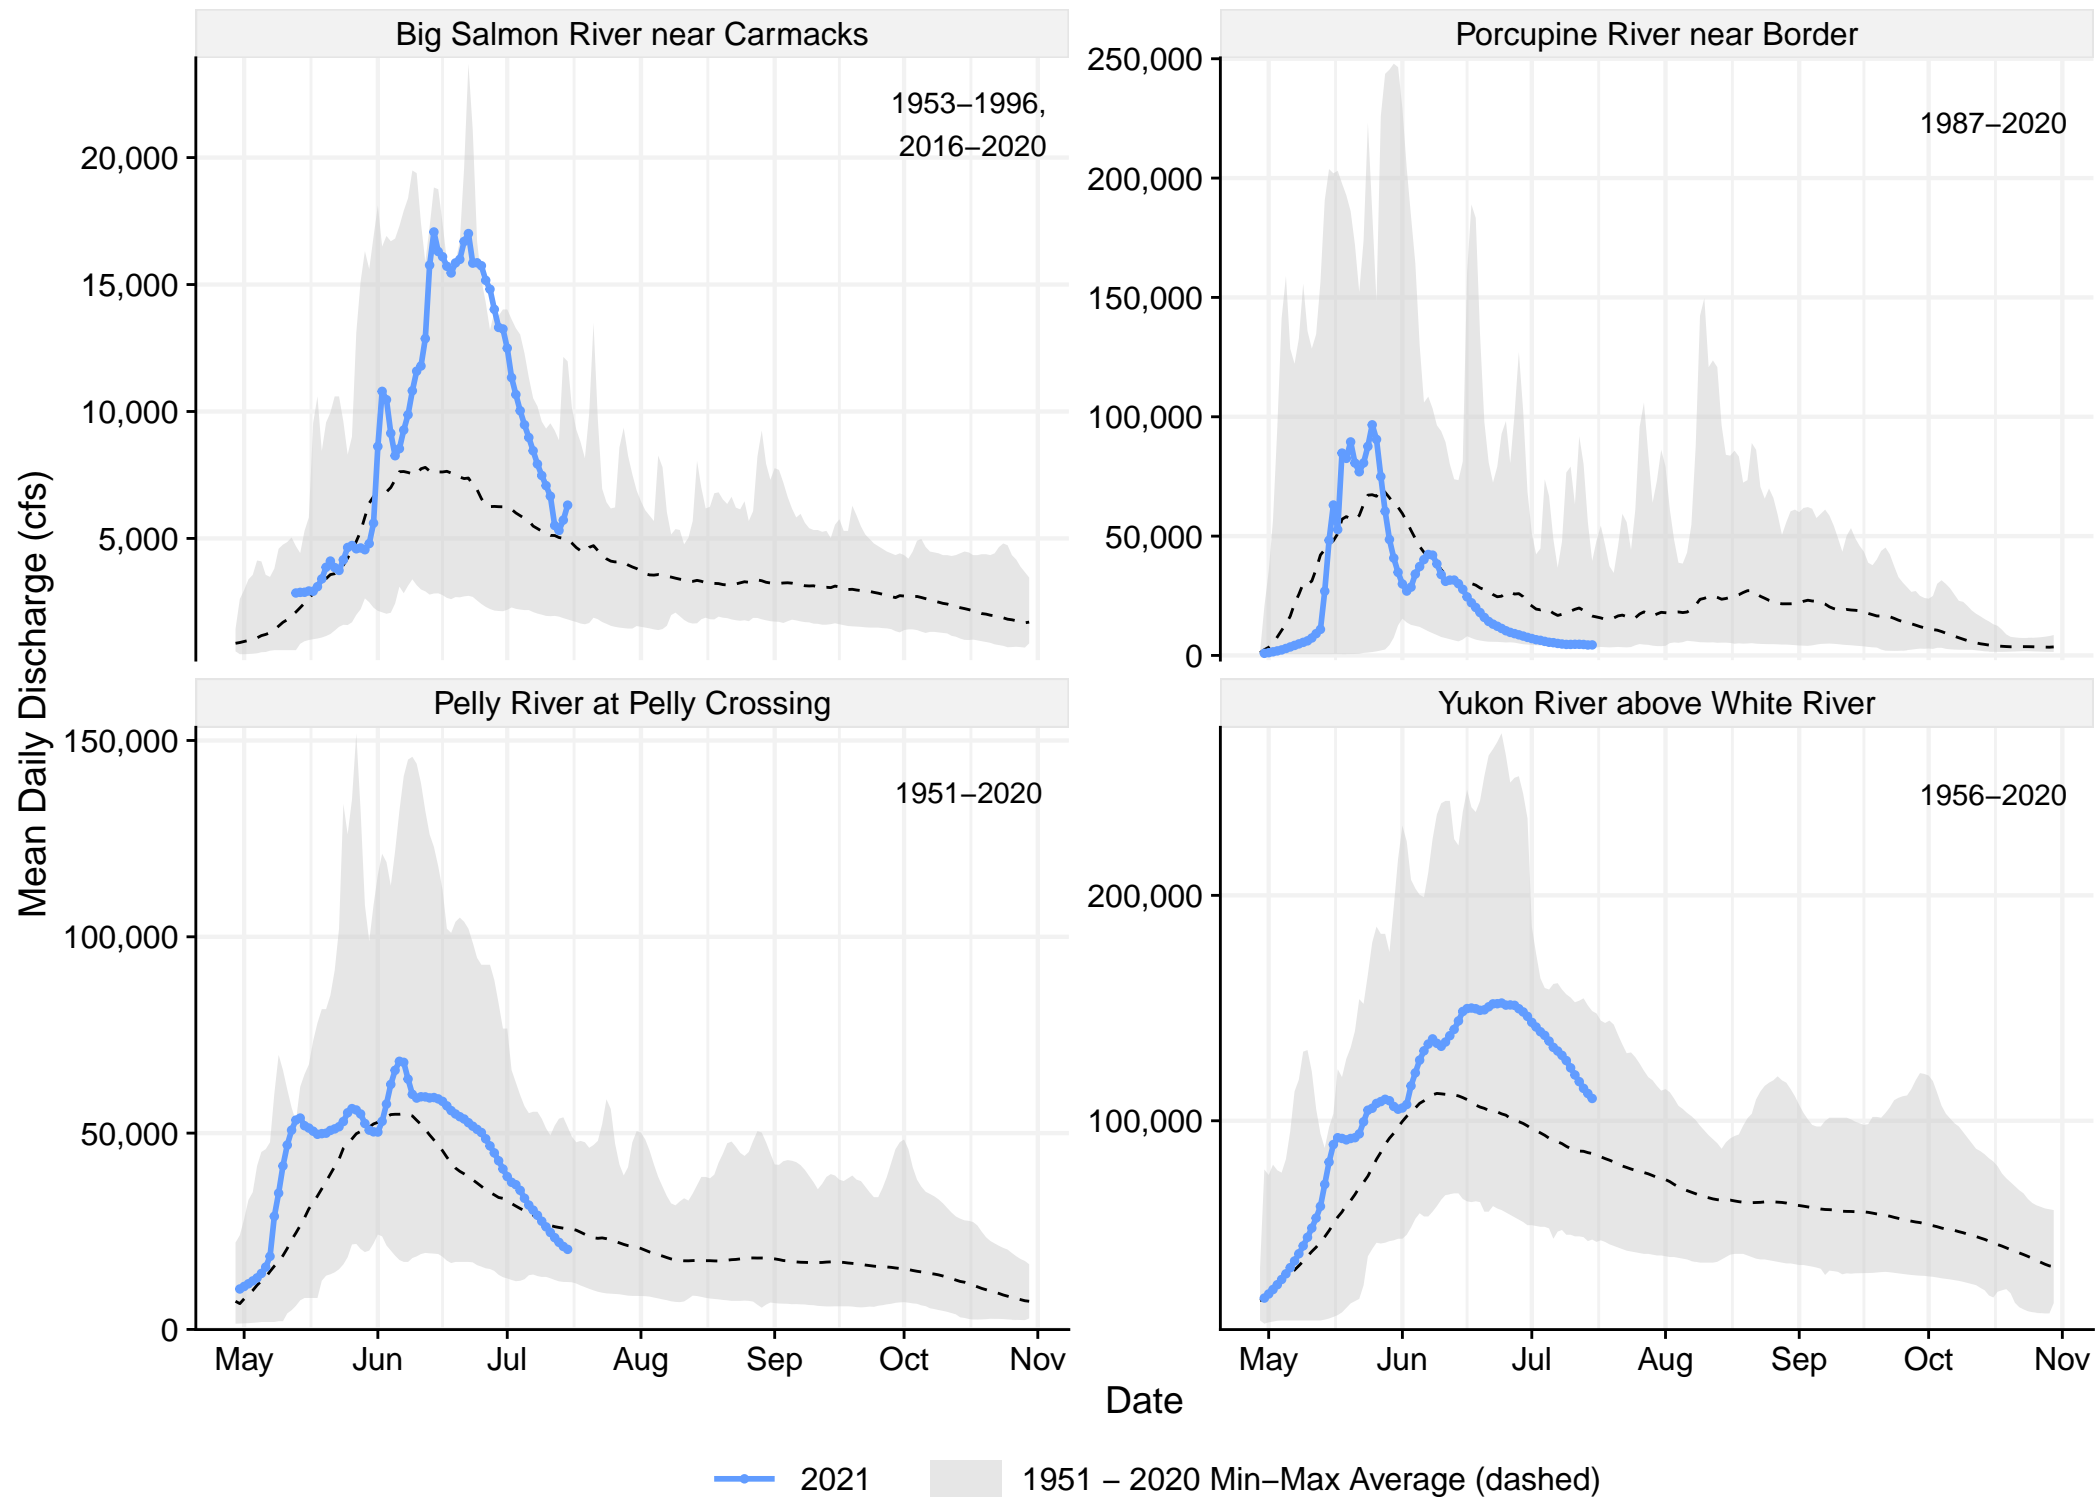 Big Salmon River near Carmacks
Porcupine River near Border
1953–1996,
2016–2020
20,000
15,000
10,000
5,000
1987–2020
250,000
200,000
150,000
100,000
50,000
0
Mean Daily Discharge (cfs)
Pelly River at Pelly Crossing
Yukon River above White River
1951–2020
150,000
100,000
50,000
0
1956–2020
200,000
100,000
May Jun Jul Aug Sep Oct Nov
May Jun Jul Aug Sep Oct Nov
Date
2021
1951 – 2020 Min–Max Average (dashed)